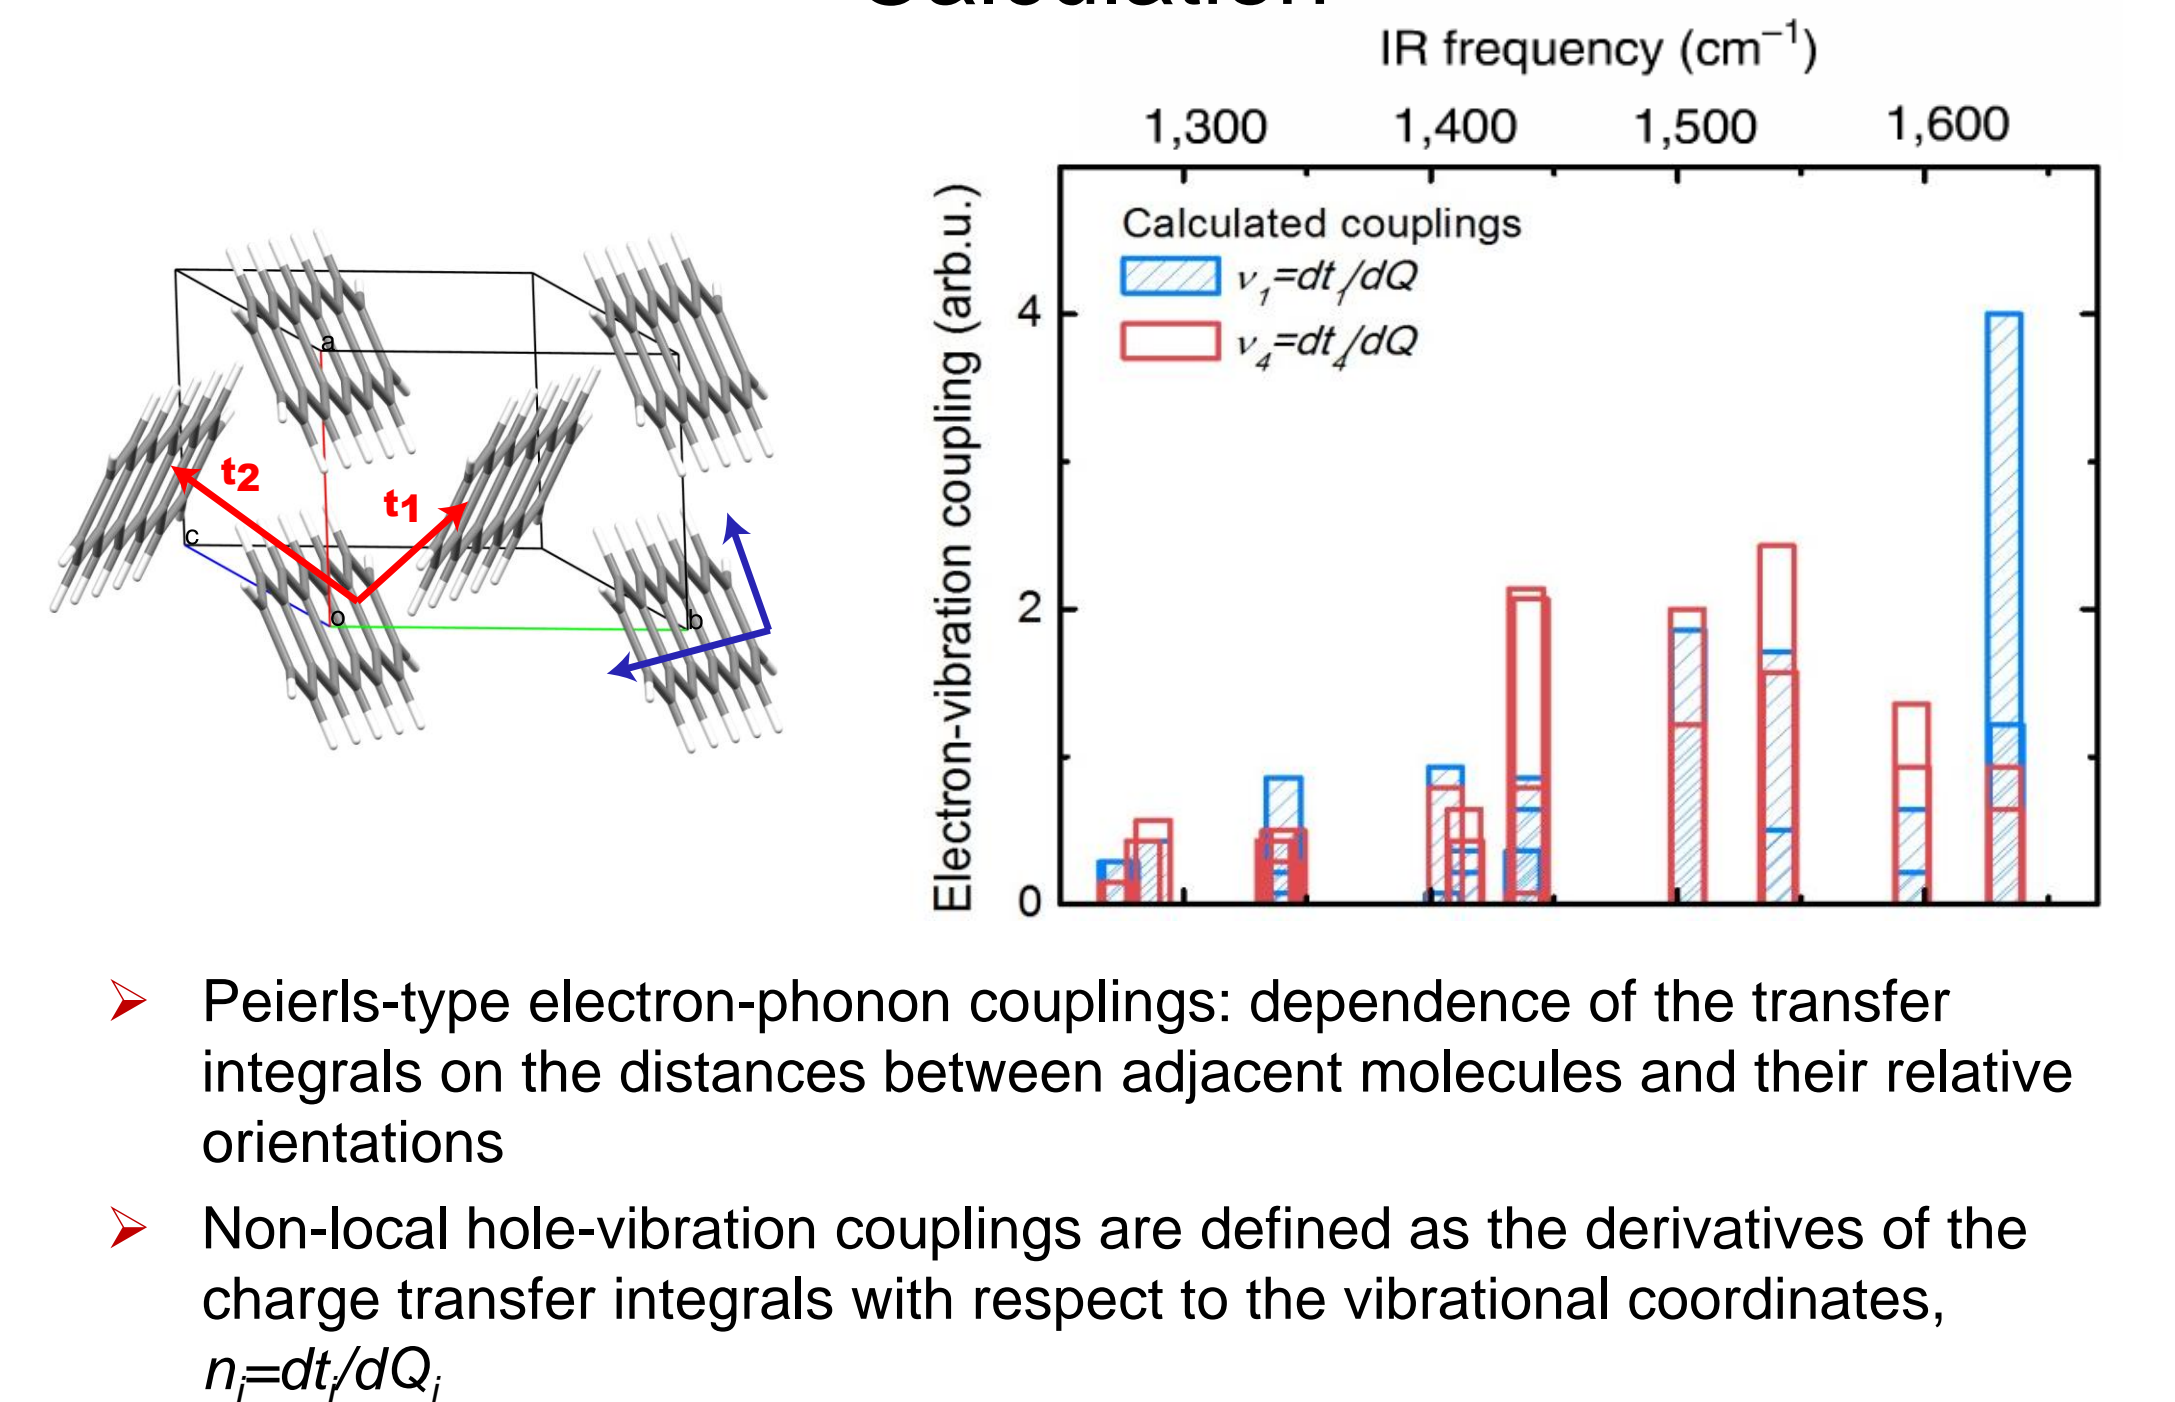 Calculation
IR frequency (cm⁻¹)
1,300 1,400 1,500 1,600
Electron-vibration coupling (arb.u.)
4
2
0
Calculated couplings
ν₁=dt₁/dQ
ν₄=dt₄/dQ
a
t2
t1
c
o
b
Peierls-type electron-phonon couplings: dependence of the transfer
integrals on the distances between adjacent molecules and their relative
orientations
Non-local hole-vibration couplings are defined as the derivatives of the
charge transfer integrals with respect to the vibrational coordinates,
nᵢ=dtᵢ/dQᵢ